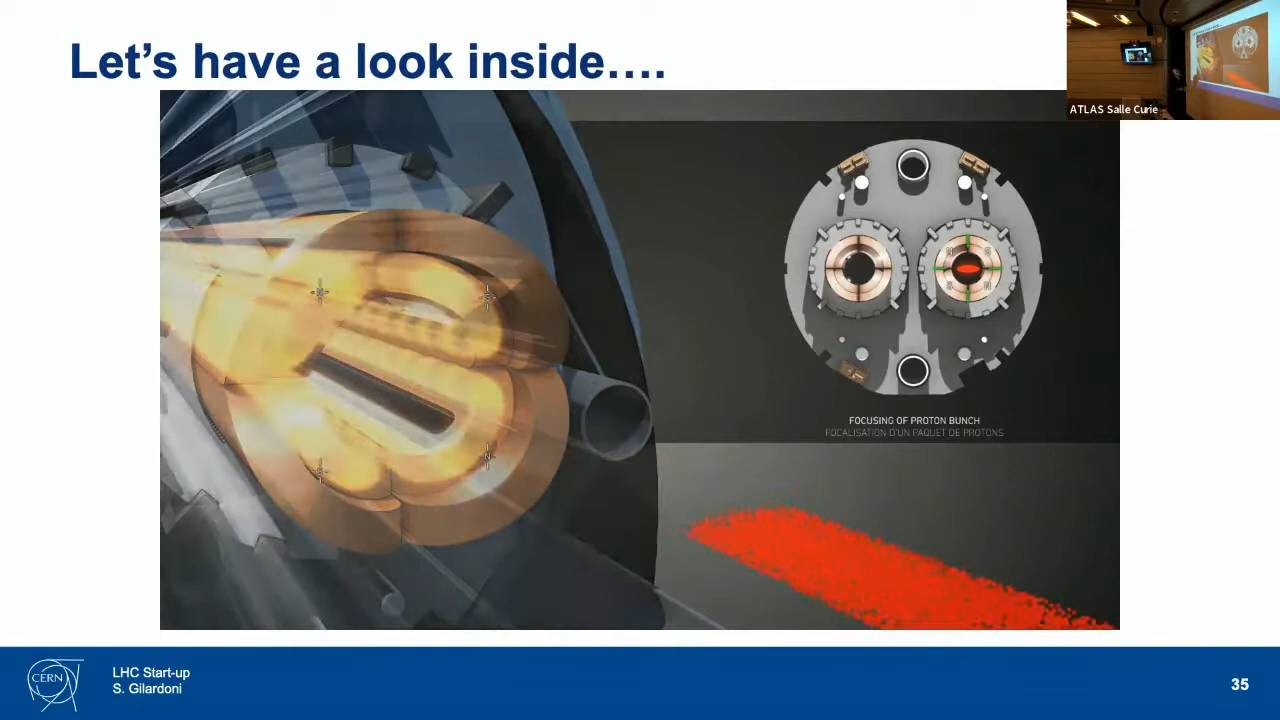 Let's have a look inside….
ATLAS Salle Curie
N S
S N
N
S
S
N
FOCUSING OF PROTON BUNCH
FOCALISATION D'UN PAQUET DE PROTONS
CERN
LHC Start-up
S. Gilardoni
35